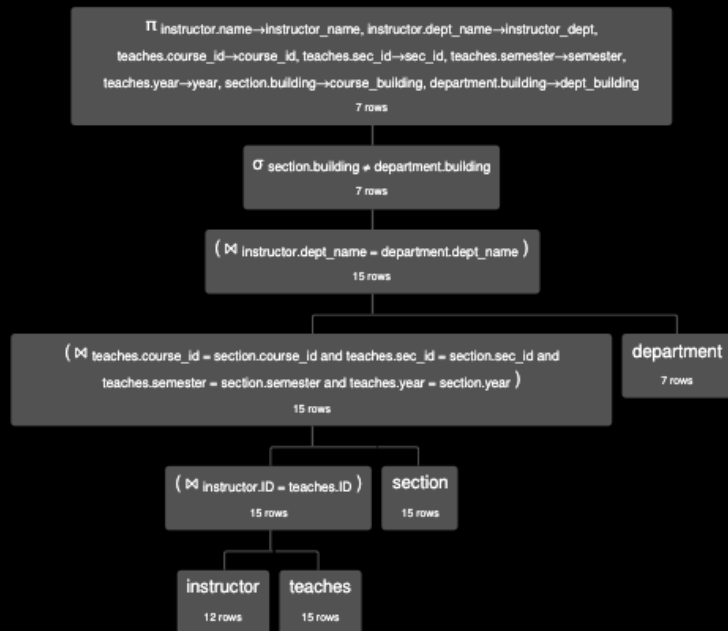 π instructor.name→instructor_name, instructor.dept_name→instructor_dept,
teaches.course_id→course_id, teaches.sec_id→sec_id, teaches.semester→semester,
teaches.year→year, section.building→course_building, department.building→dept_building
7 rows
σ section.building ≠ department.building
7 rows
( ⋈ instructor.dept_name = department.dept_name )
15 rows
( ⋈ teaches.course_id = section.course_id and teaches.sec_id = section.sec_id and
teaches.semester = section.semester and teaches.year = section.year )
15 rows
department
7 rows
( ⋈ instructor.ID = teaches.ID )
15 rows
section
15 rows
instructor
12 rows
teaches
15 rows